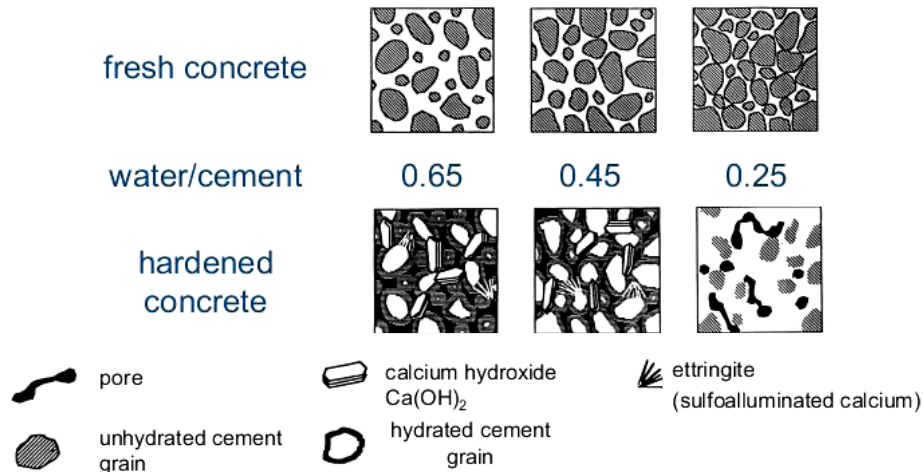 fresh concrete
water/cement 0.65 0.45 0.25
hardened
concrete
pore
calcium hydroxide
Ca(OH)₂
ettringite
(sulfoalluminated calcium)
unhydrated cement
grain
hydrated cement
grain